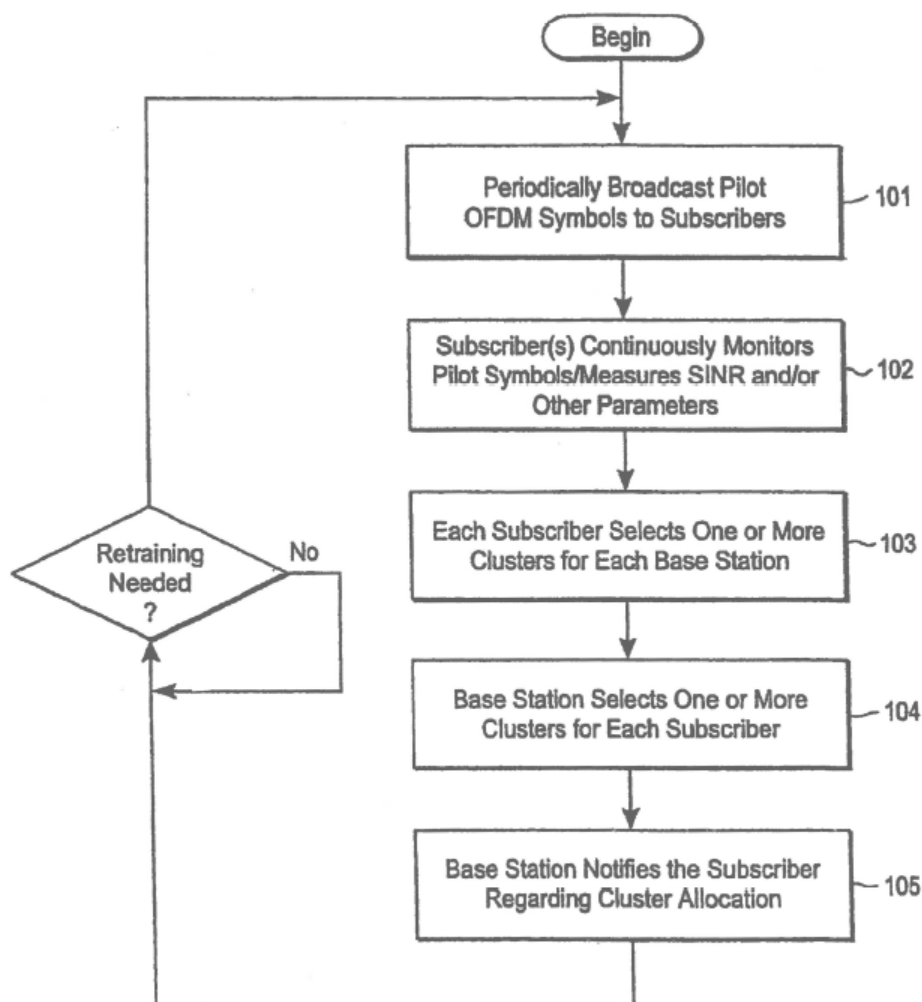 Begin
Periodically Broadcast Pilot
OFDM Symbols to Subscribers
101
Subscriber(s) Continuously Monitors
Pilot Symbols/Measures SINR and/or
Other Parameters
102
Each Subscriber Selects One or More
Clusters for Each Base Station
103
Retraining
Needed
?
No
Base Station Selects One or More
Clusters for Each Subscriber
104
Base Station Notifies the Subscriber
Regarding Cluster Allocation
105